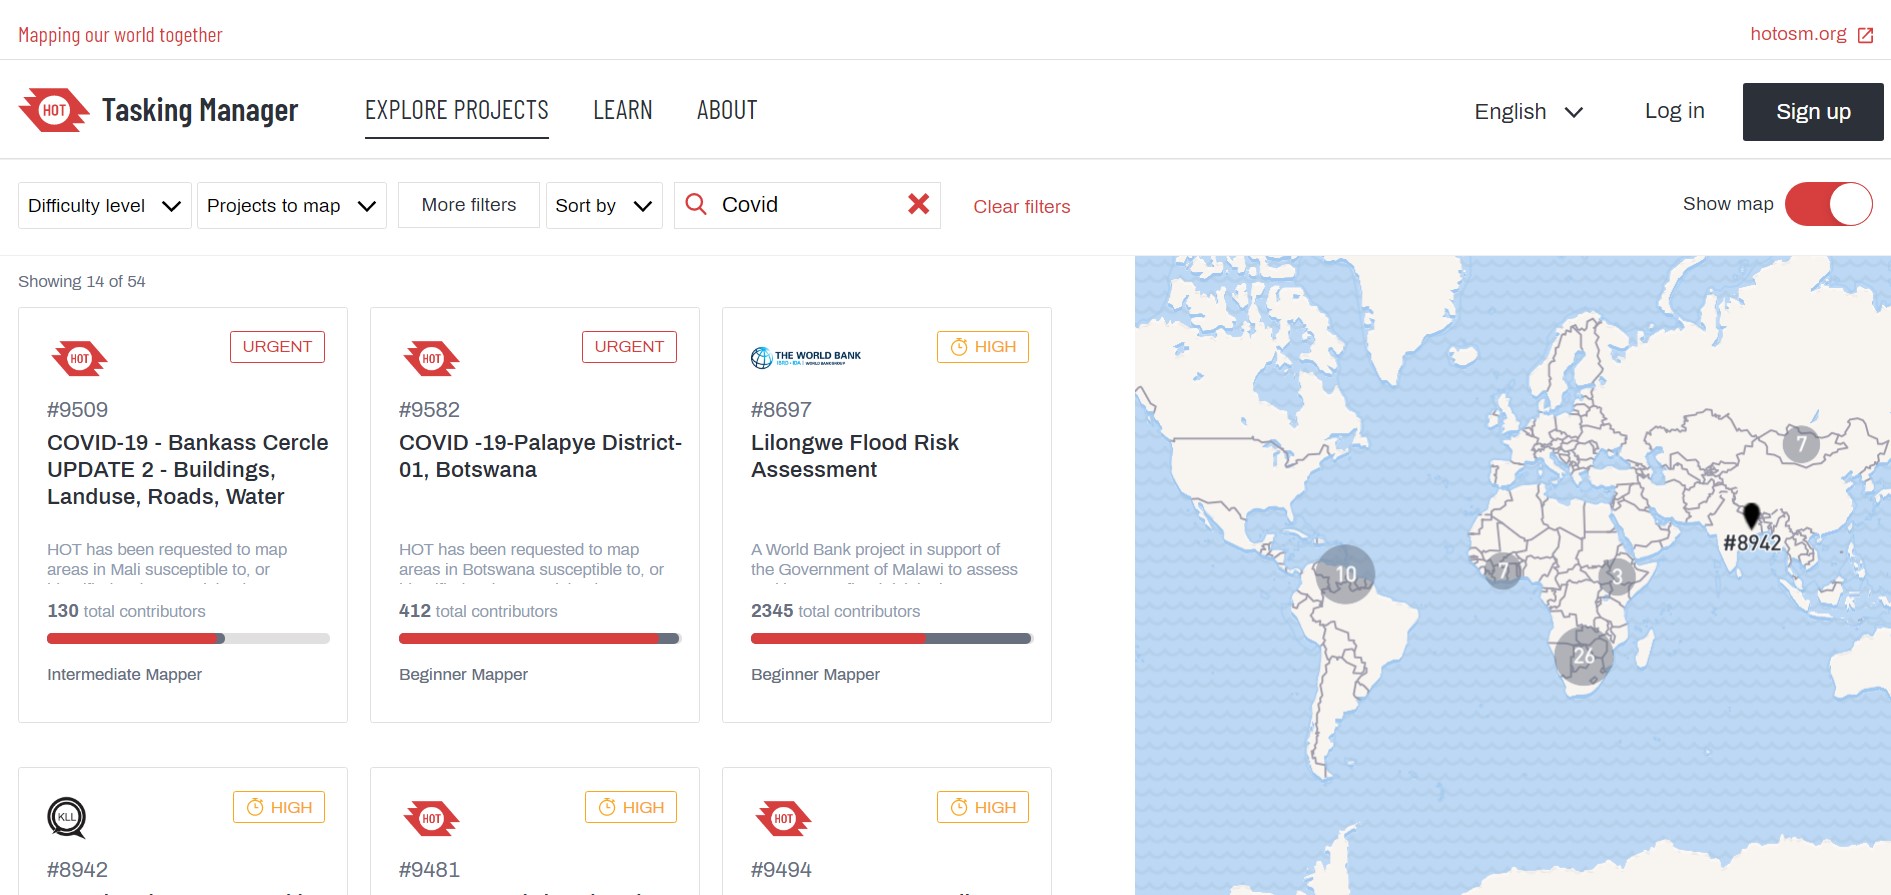 Mapping our world together
hotosm.org
HOT
Tasking Manager
EXPLORE PROJECTS
LEARN
ABOUT
English
Log in
Sign up
Difficulty level
Projects to map
More filters
Sort by
Covid
Clear filters
Show map
Showing 14 of 54
HOT
URGENT
#9509
COVID-19 - Bankass Cercle
UPDATE 2 - Buildings,
Landuse, Roads, Water
HOT has been requested to map
areas in Mali susceptible to, or
130 total contributors
Intermediate Mapper
HOT
URGENT
#9582
COVID -19-Palapye District-
01, Botswana
HOT has been requested to map
areas in Botswana susceptible to, or
412 total contributors
Beginner Mapper
THE WORLD BANK
IBRD • IDA | WORLD BANK GROUP
HIGH
#8697
Lilongwe Flood Risk
Assessment
A World Bank project in support of
the Government of Malawi to assess
2345 total contributors
Beginner Mapper
KLL
HIGH
#8942
HOT
HIGH
#9481
HOT
HIGH
#9494
7
#8942
10
7
3
26